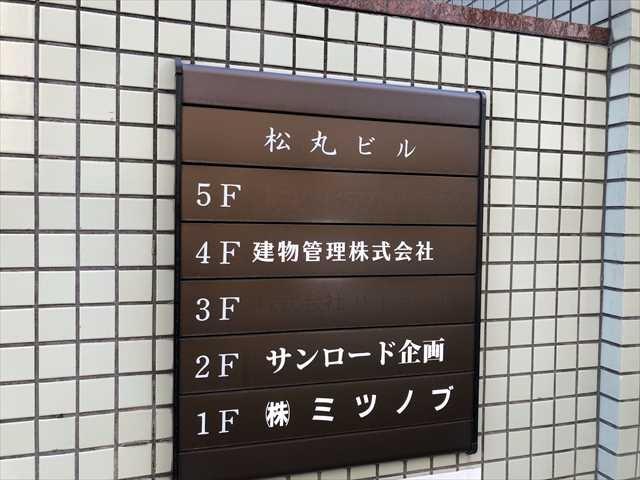 松丸ビル
5F
4F 建物管理株式会社
3F
2F サンロード企画
1F ㈱ミツノブ